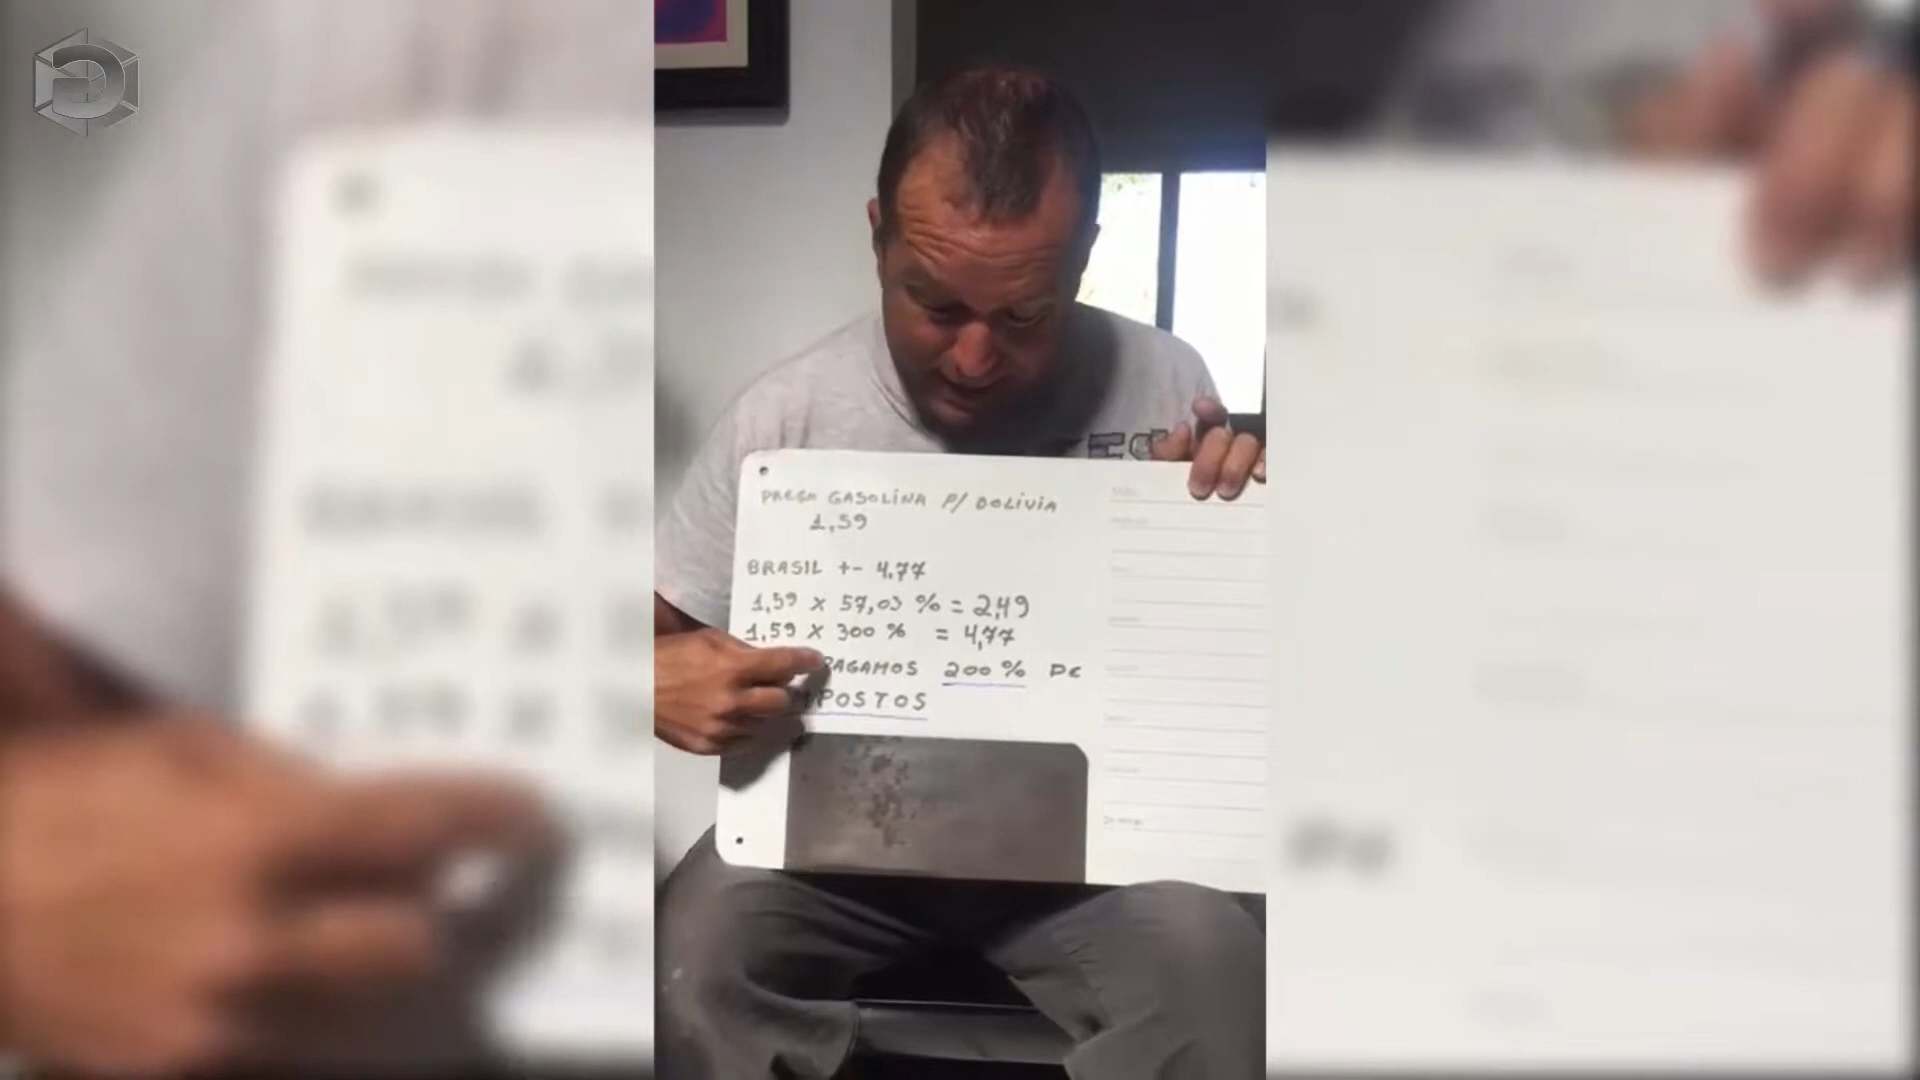 PREÇO GASOLINA P/ BOLIVIA
1,59
BRASIL +- 4,77
1,59 X 57,03 % = 2,49
1,59 X 300 % = 4,77
PAGAMOS 200 % DE
MPOSTOS